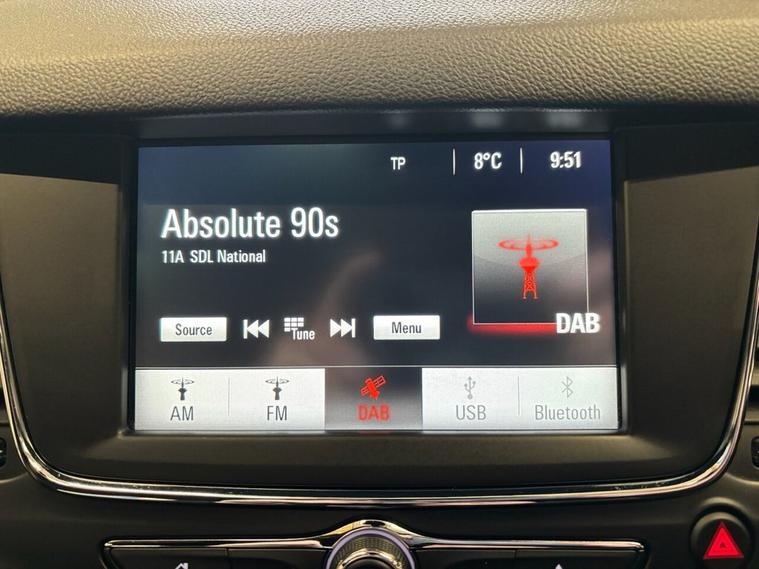 TP 8°C 9:51
Absolute 90s
11A SDL National
DAB
Source Tune Menu
AM FM DAB USB Bluetooth